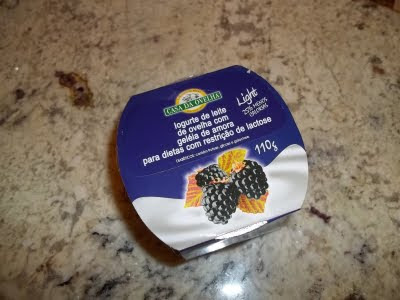 CASA DA OVELHA
Iogurte de leite
de ovelha com
geléia de amora
para dietas com restrição de lactose
Light
110g